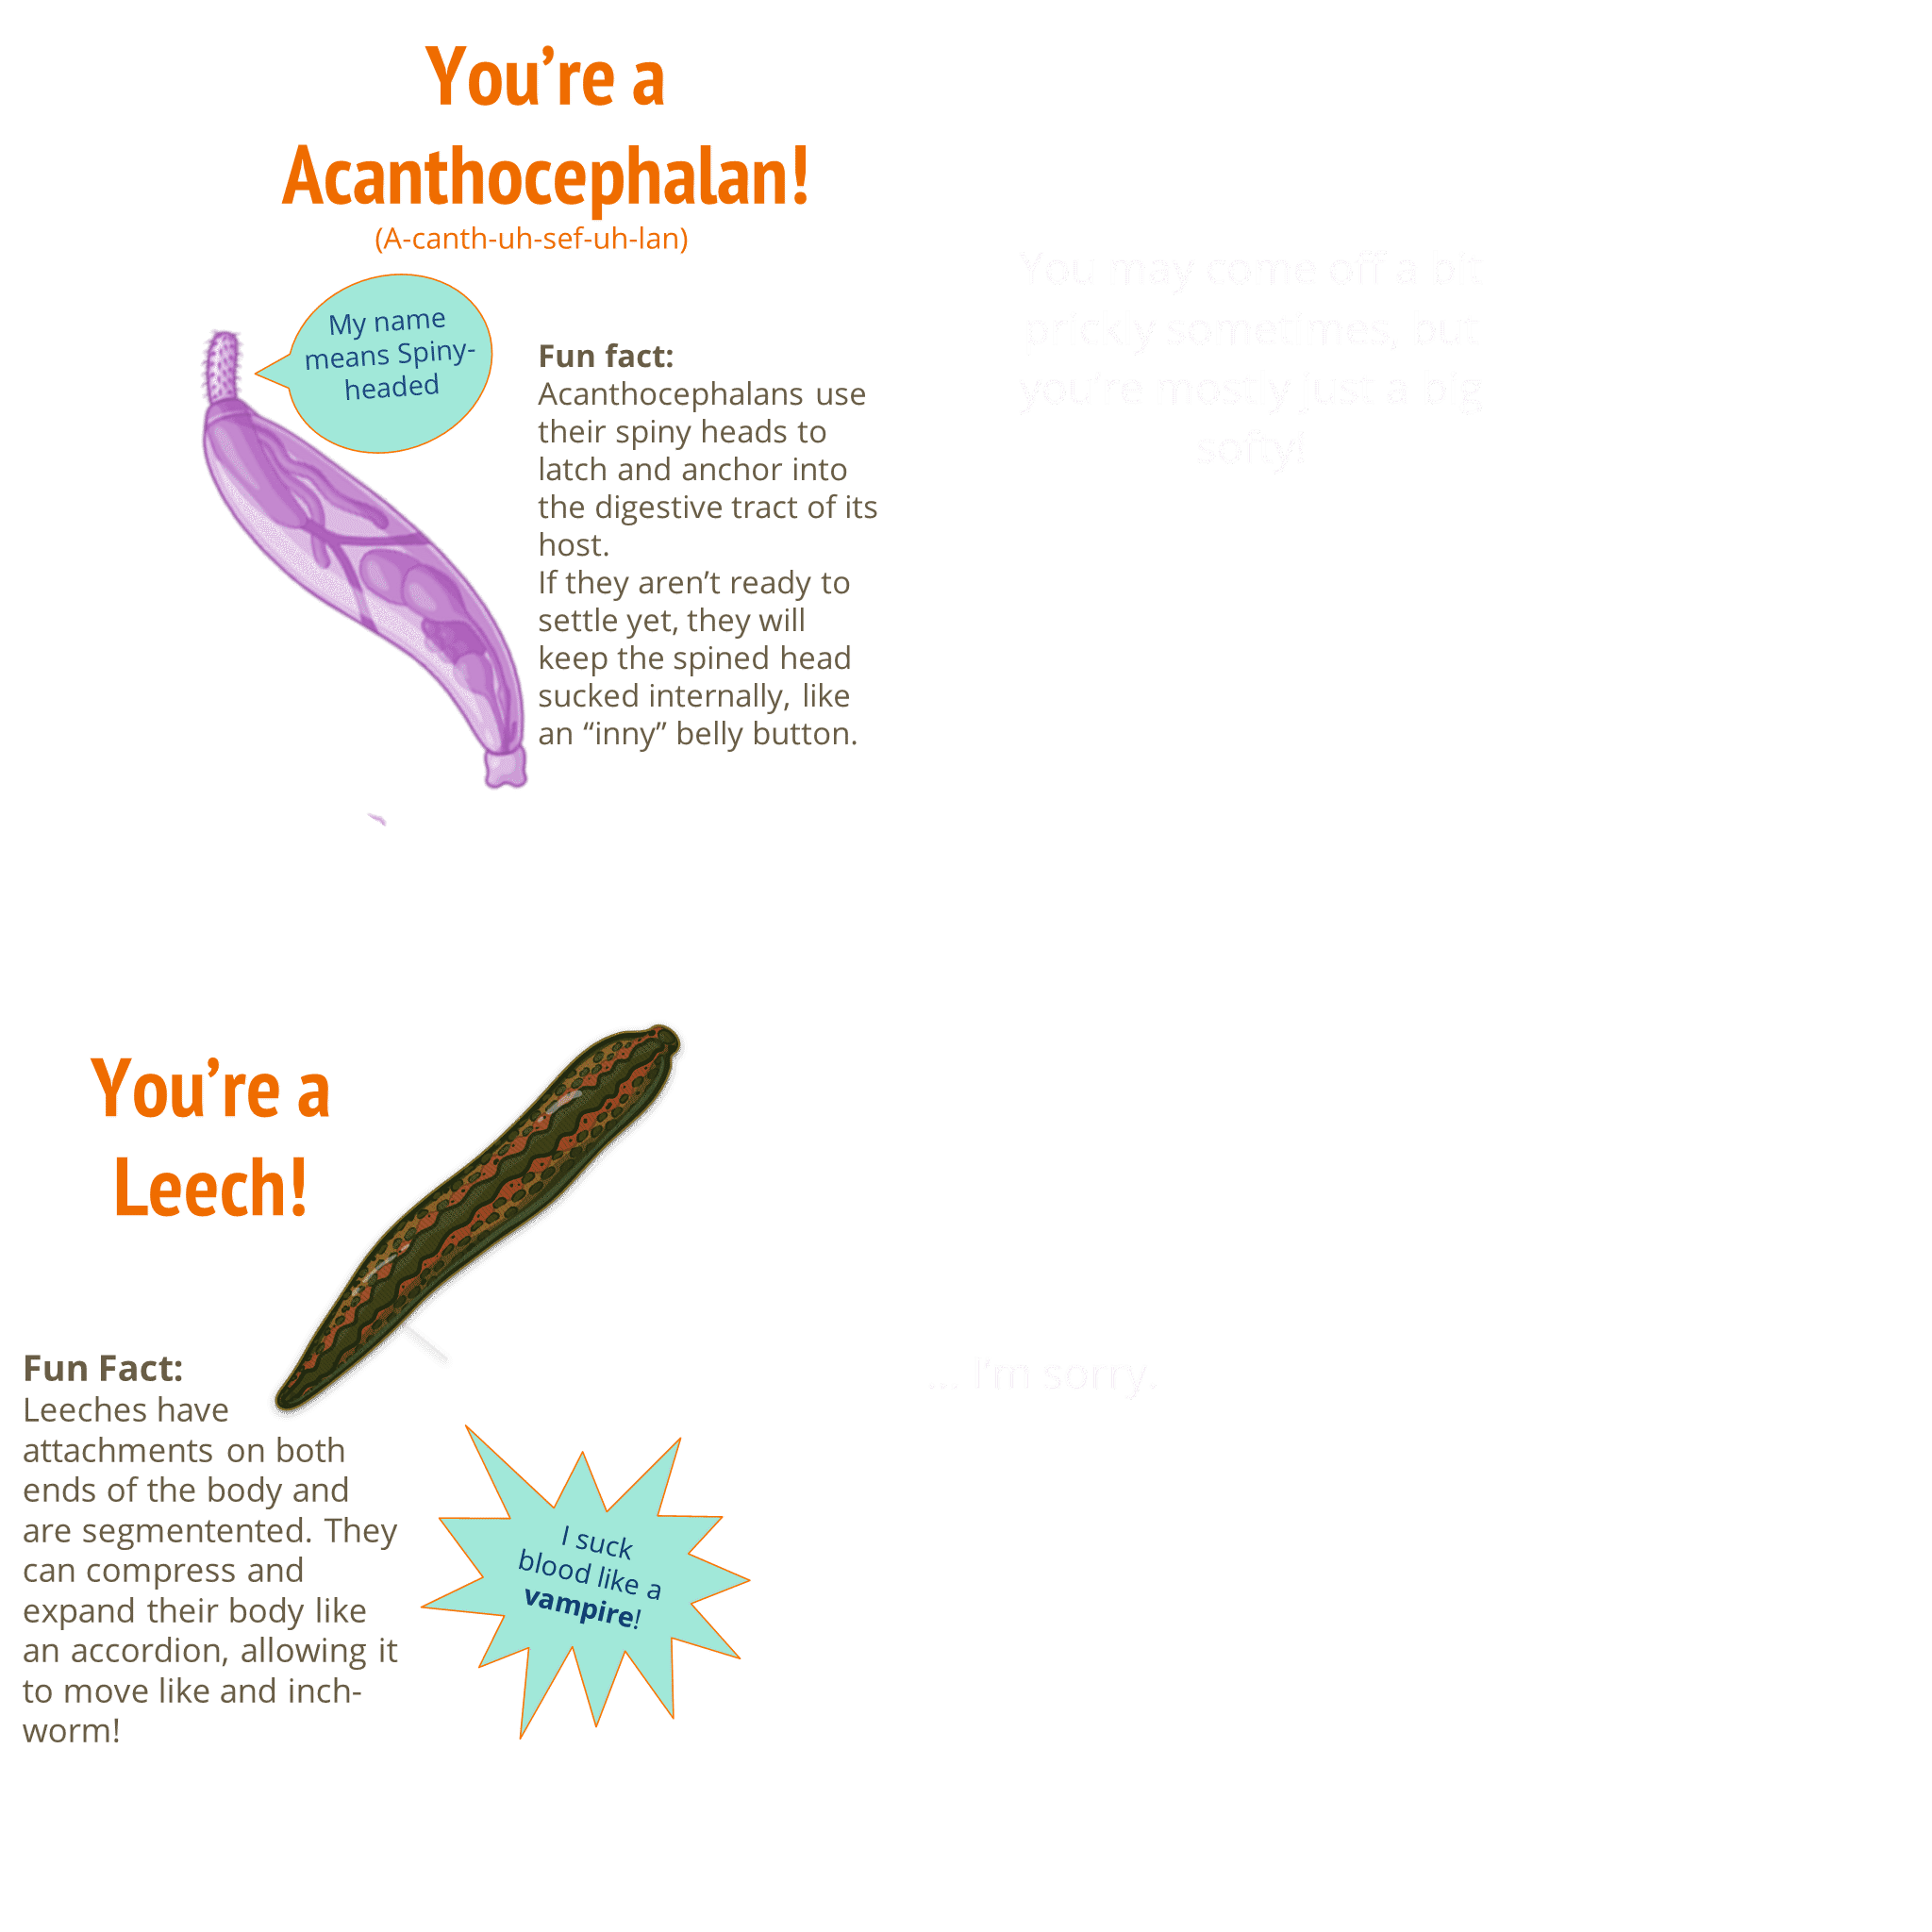 You’re a
Acanthocephalan!
(A-canth-uh-sef-uh-lan)
My name
means Spiny-
headed
Fun fact:
Acanthocephalans use
their spiny heads to
latch and anchor into
the digestive tract of its
host.
If they aren’t ready to
settle yet, they will
keep the spined head
sucked internally, like
an “inny” belly button.
You may come off a bit
prickly sometimes, but
you’re mostly just a big
softy!
You’re a
Leech!
Fun Fact:
Leeches have
attachments on both
ends of the body and
are segmentented. They
can compress and
expand their body like
an accordion, allowing it
to move like and inch-
worm!
I suck
blood like a
vampire!
... I’m sorry.